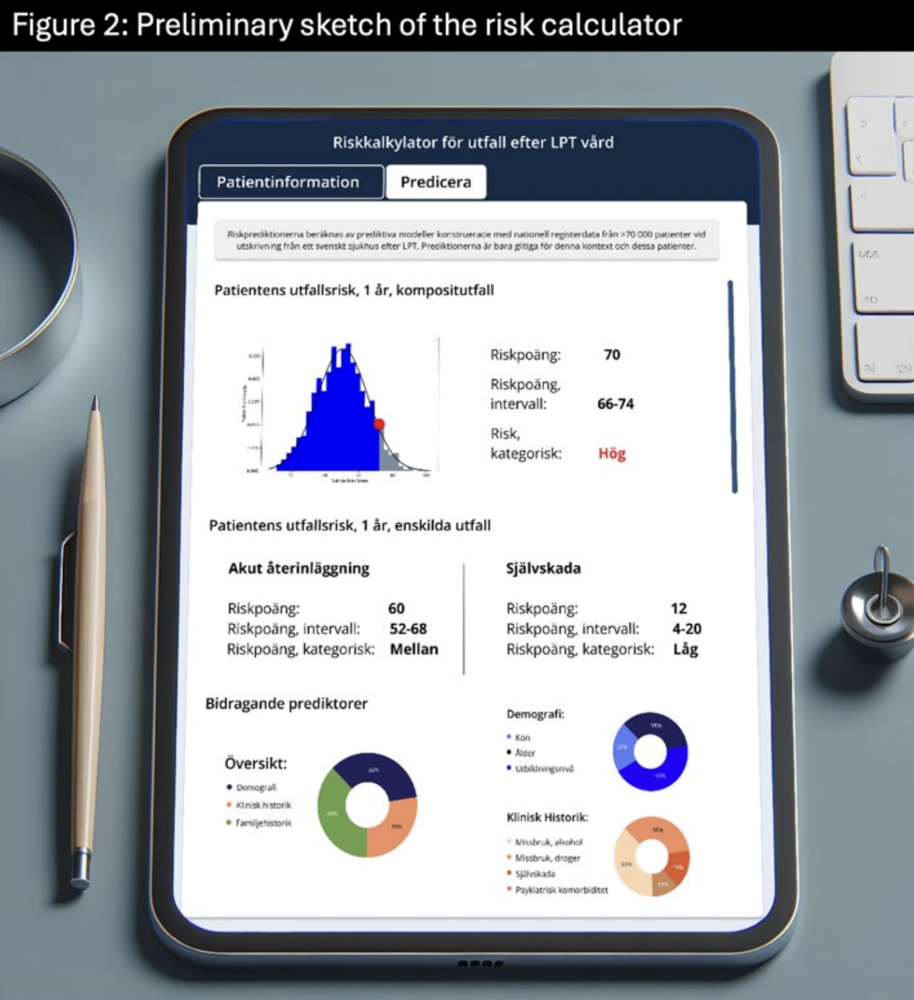 Figure 2: Preliminary sketch of the risk calculator
Riskkalkylator för utfall efter LPT vård
Patientinformation
Predicera
Riskprediktionerna beräknas av prediktiva modeller konstruerade med nationell registerdata från >70 000 patienter vid
utskrivning från ett svenskt sjukhus efter LPT. Prediktionerna är bara giltiga för denna kontext och dessa patienter.
Patientens utfallsrisk, 1 år, kompositutfall
Riskpoäng: 70
Riskpoäng,
intervall: 66-74
Risk,
kategorisk: Hög
Patientens utfallsrisk, 1 år, enskilda utfall
Akut återinläggning
Riskpoäng: 60
Riskpoäng, intervall: 52-68
Riskpoäng, kategorisk: Mellan
Självskada
Riskpoäng: 12
Riskpoäng, intervall: 4-20
Riskpoäng, kategorisk: Låg
Bidragande prediktorer
Översikt:
Demografi
Klinisk historik
Familjehistorik
Demografi:
Kön
Ålder
Utbildningsnivå
Klinisk Historik:
Missbruk, alkohol
Missbruk, droger
Självskada
Psykiatrisk komorbiditet